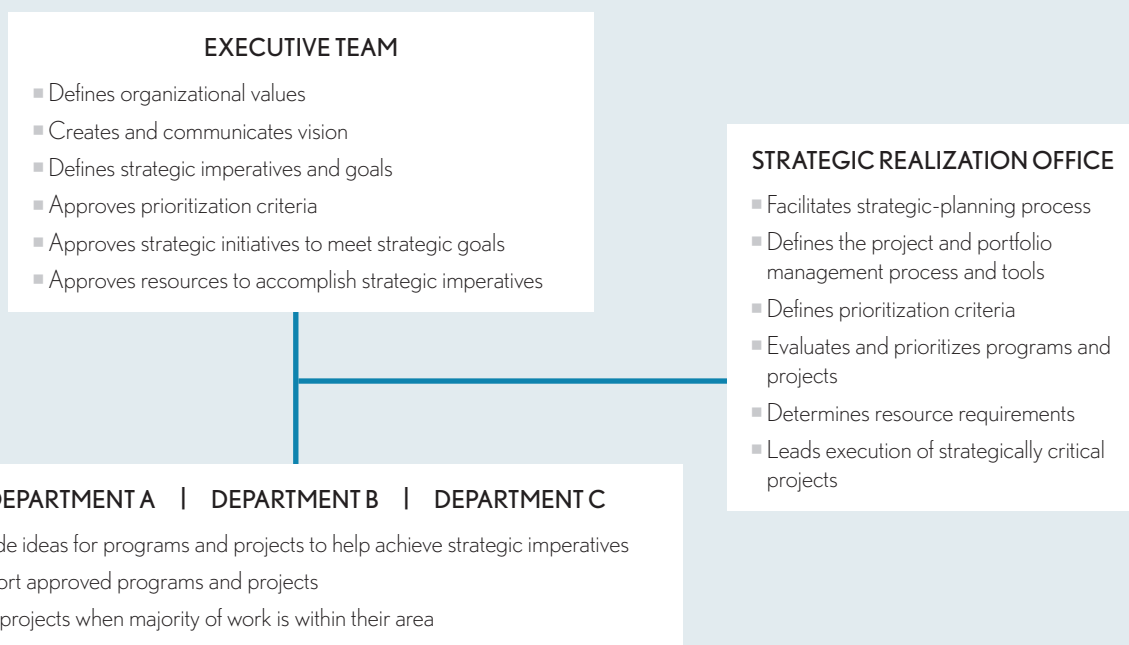 EXECUTIVE TEAM
Defines organizational values
Creates and communicates vision
Defines strategic imperatives and goals
Approves prioritization criteria
Approves strategic initiatives to meet strategic goals
Approves resources to accomplish strategic imperatives
STRATEGIC REALIZATION OFFICE
Facilitates strategic-planning process
Defines the project and portfolio
management process and tools
Defines prioritization criteria
Evaluates and prioritizes programs and
projects
Determines resource requirements
Leads execution of strategically critical
projects
DEPARTMENT A | DEPARTMENT B | DEPARTMENT C
ideas for programs and projects to help achieve strategic imperatives
approved programs and projects
projects when majority of work is within their area